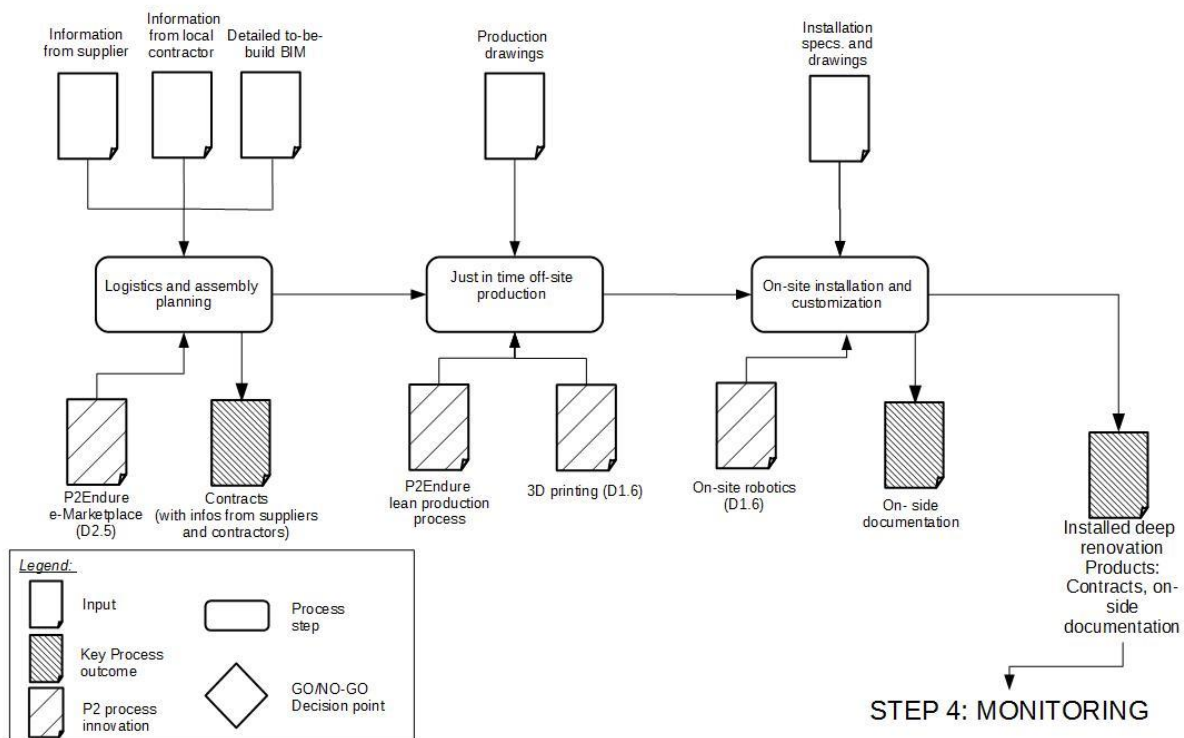 Information
from supplier
Information
from local
contractor
Detailed to-be-
build BIM
Production
drawings
Installation
specs. and
drawings
Logistics and assembly
planning
Just in time off-site
production
On-site installation and
customization
P2Endure
e-Marketplace
(D2.5)
Contracts
(with infos from suppliers
and contractors)
P2Endure
lean production
process
3D printing (D1.6)
On-site robotics
(D1.6)
On- side
documentation
Installed deep
renovation
Products:
Contracts, on-
side
documentation
Legend:
Input
Key Process
outcome
P2 process
innovation
Process
step
GO/NO-GO
Decision point
STEP 4: MONITORING